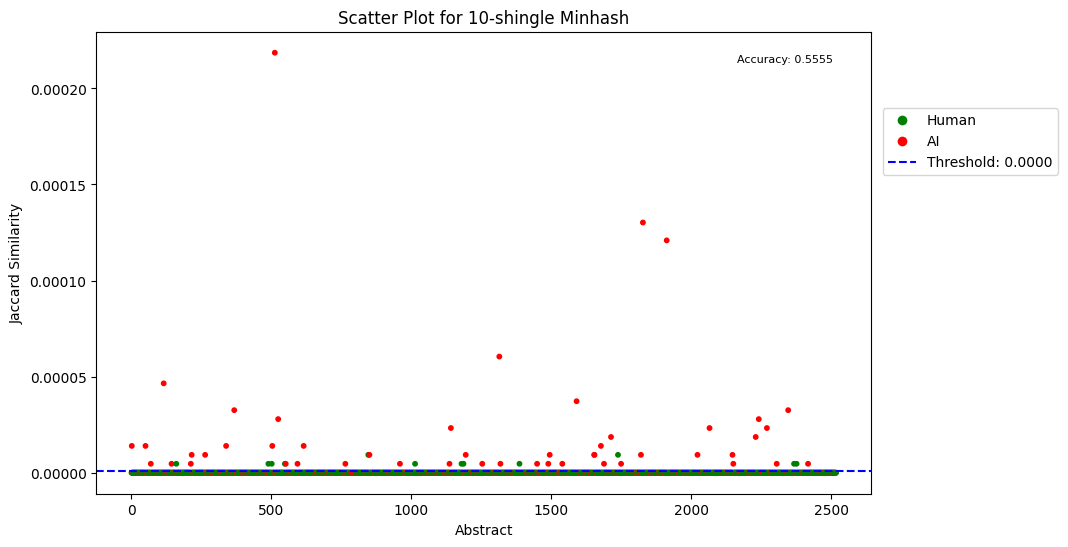 Scatter Plot for 10-shingle Minhash
Accuracy: 0.5555
Human
AI
Threshold: 0.0000
Jaccard Similarity
0.00020
0.00015
0.00010
0.00005
0.00000
0
500
1000
1500
2000
2500
Abstract